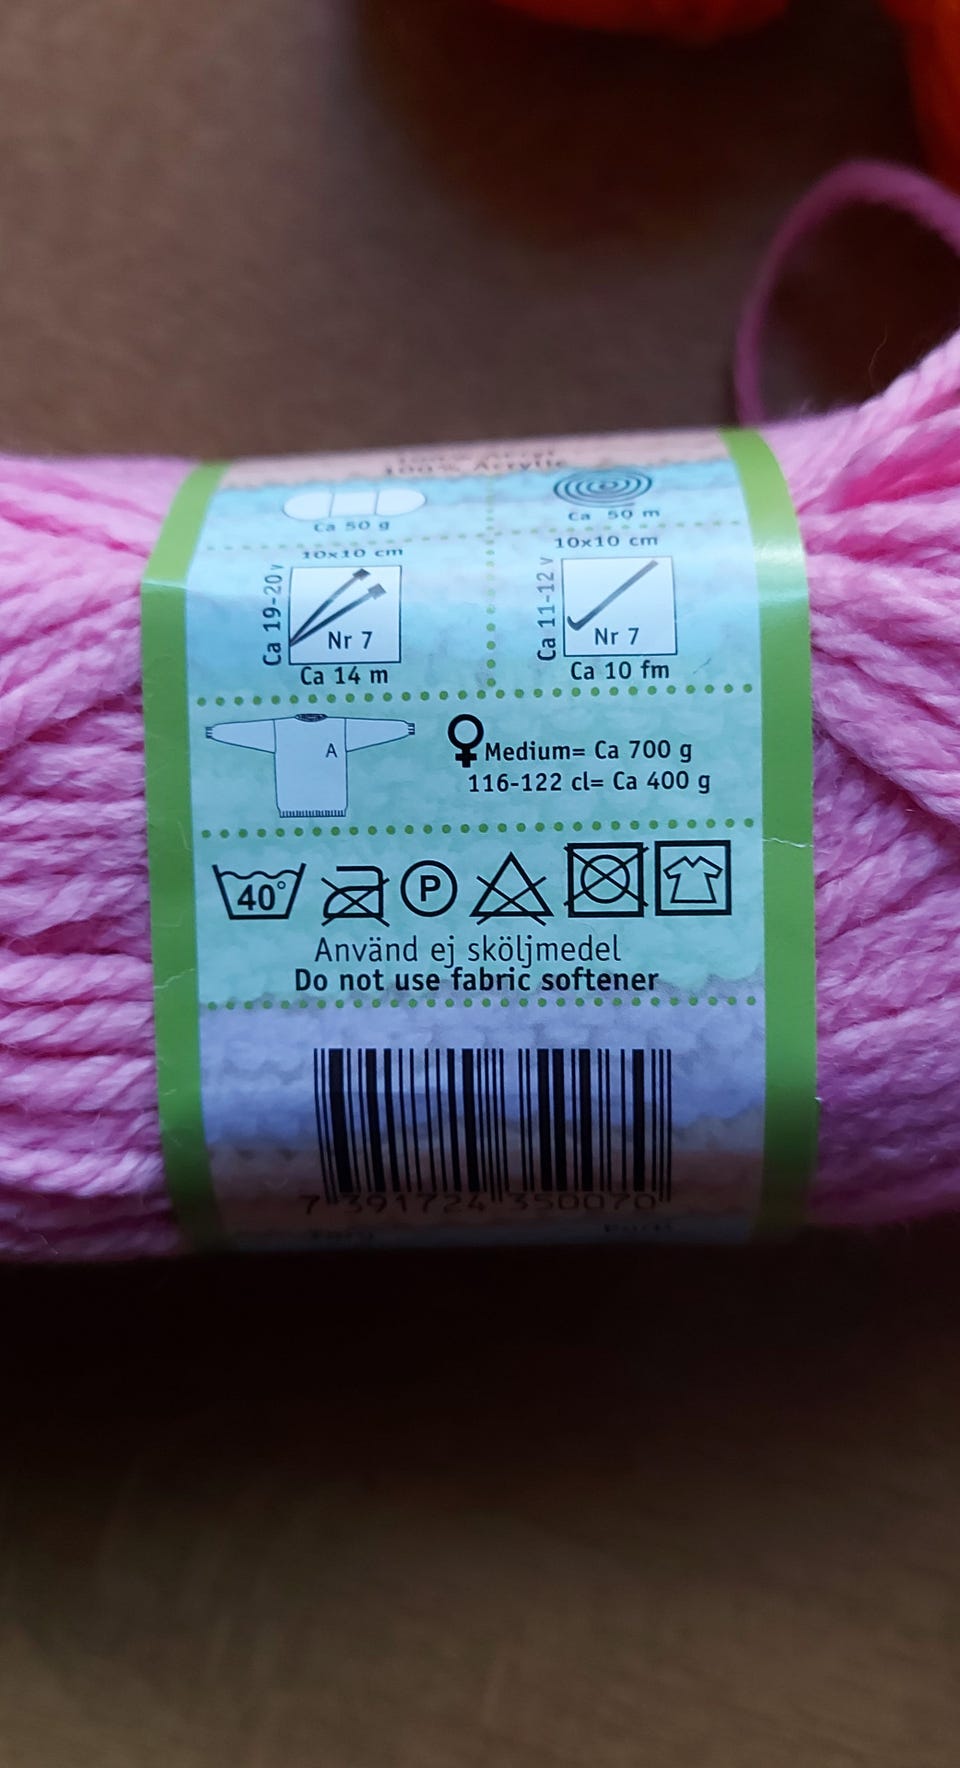 100% Akryl
100% Acrylic
Ca 50 g
Ca 50 m
10x10 cm
Ca 19-20 v
Nr 7
Ca 14 m
10x10 cm
Ca 11-12 v
Nr 7
Ca 10 fm
A
♀ Medium= Ca 700 g
116-122 cl= Ca 400 g
40°
P
Använd ej sköljmedel
Do not use fabric softener
7 391724 350070